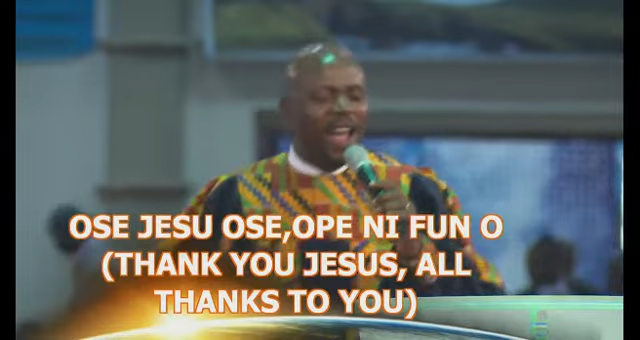 OSE JESU OSE,OPE NI FUN O
(THANK YOU JESUS, ALL
THANKS TO YOU)